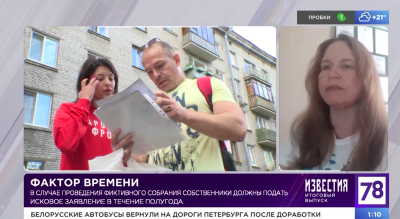 ПРОБКИ 1 +21°
ФАКТОР ВРЕМЕНИ
В СЛУЧАЕ ПРОВЕДЕНИЯ ФИКТИВНОГО СОБРАНИЯ СОБСТВЕННИКИ ДОЛЖНЫ ПОДАТЬ
ИСКОВОЕ ЗАЯВЛЕНИЕ В ТЕЧЕНИЕ ПОЛУГОДА
ИЗВЕСТИЯ
ИТОГОВЫЙ
ВЫПУСК
78
БЕЛОРУССКИЕ АВТОБУСЫ ВЕРНУЛИ НА ДОРОГИ ПЕТЕРБУРГА ПОСЛЕ ДОРАБОТКИ
1:10